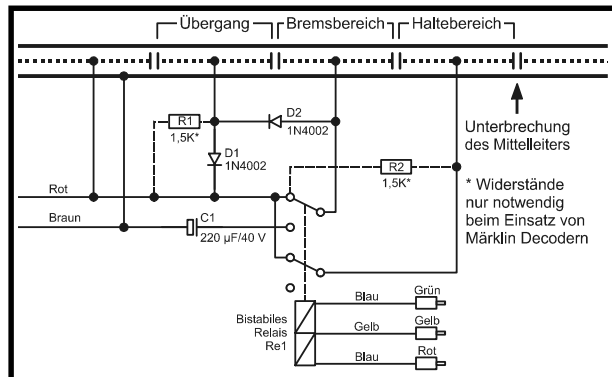 Übergang Bremsbereich Haltebereich
R1
1,5K*
D2
1N4002
D1
1N4002
R2
1,5K*
Unterbrechung
des Mittelleiters
* Widerstände
nur notwendig
beim Einsatz von
Märklin Decodern
Rot
Braun
C1
220 µF/40 V
Bistabiles
Relais
Re1
Blau Grün
Gelb Gelb
Blau Rot